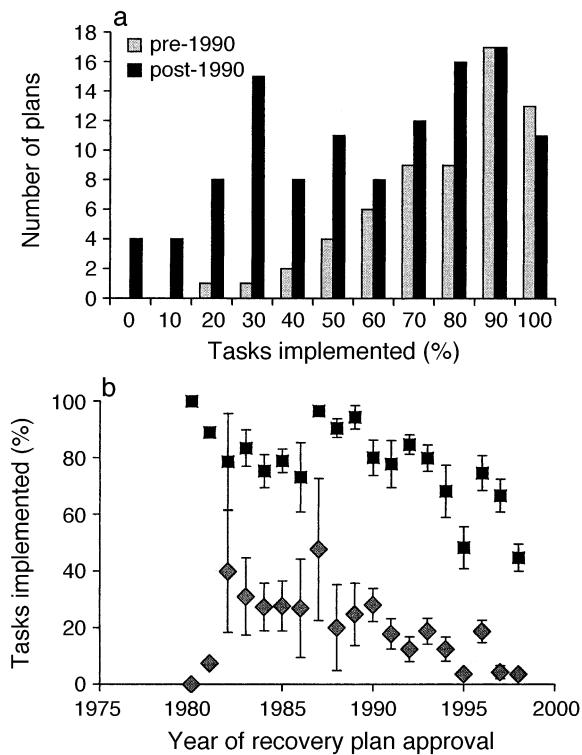 a
pre-1990
post-1990
Number of plans
18
16
14
12
10
8
6
4
2
0
0 10 20 30 40 50 60 70 80 90 100
Tasks implemented (%)
b
Tasks implemented (%)
100
80
60
40
20
0
1975 1980 1985 1990 1995 2000
Year of recovery plan approval